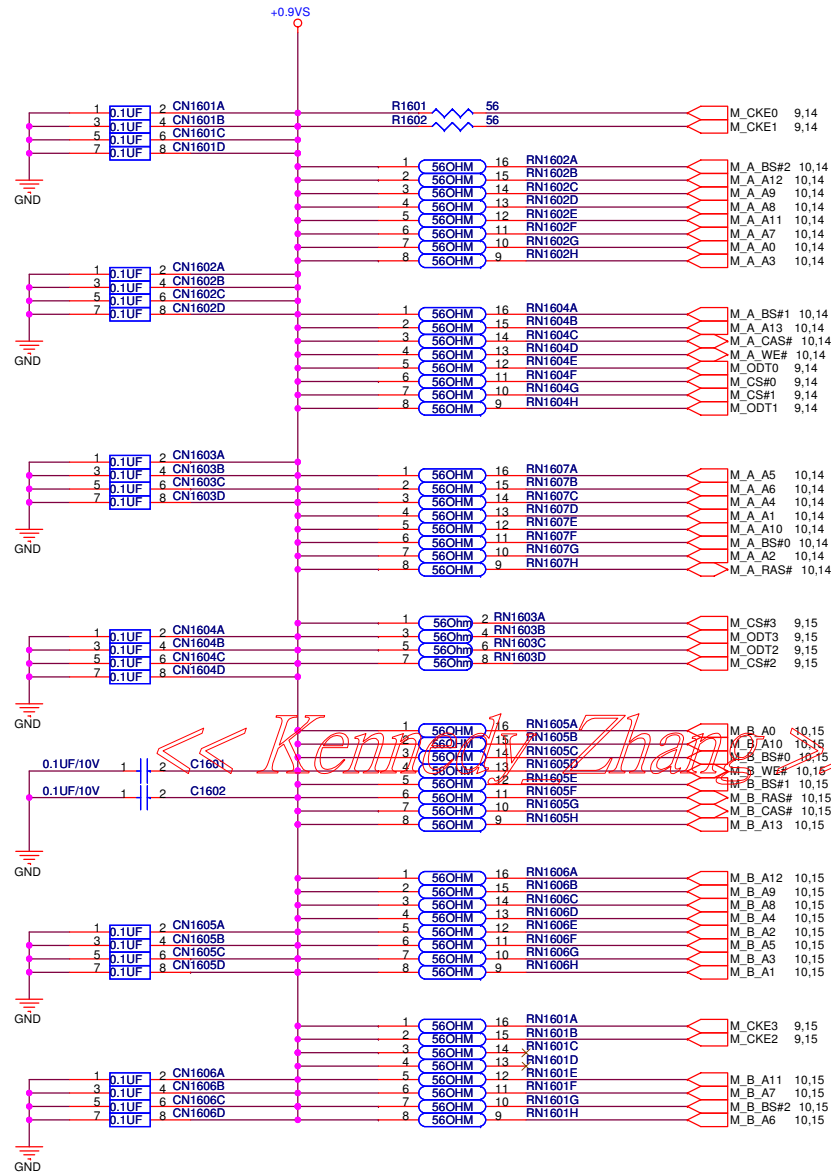 +0.9VS
1 0.1UF 2 CN1601A
3 0.1UF 4 CN1601B
5 0.1UF 6 CN1601C
7 0.1UF 8 CN1601D
GND
R1601 56 M_CKE0 9,14
R1602 56 M_CKE1 9,14
1 56OHM 16 RN1602A M_A_BS#2 10,14
2 56OHM 15 RN1602B M_A_A12 10,14
3 56OHM 14 RN1602C M_A_A9 10,14
4 56OHM 13 RN1602D M_A_A8 10,14
5 56OHM 12 RN1602E M_A_A11 10,14
6 56OHM 11 RN1602F M_A_A7 10,14
7 56OHM 10 RN1602G M_A_A0 10,14
8 56OHM 9 RN1602H M_A_A3 10,14
1 0.1UF 2 CN1602A
3 0.1UF 4 CN1602B
5 0.1UF 6 CN1602C
7 0.1UF 8 CN1602D
GND
1 56OHM 16 RN1604A M_A_BS#1 10,14
2 56OHM 15 RN1604B M_A_A13 10,14
3 56OHM 14 RN1604C M_A_CAS# 10,14
4 56OHM 13 RN1604D M_A_WE# 10,14
5 56OHM 12 RN1604E M_ODT0 9,14
6 56OHM 11 RN1604F M_CS#0 9,14
7 56OHM 10 RN1604G M_CS#1 9,14
8 56OHM 9 RN1604H M_ODT1 9,14
1 0.1UF 2 CN1603A
3 0.1UF 4 CN1603B
5 0.1UF 6 CN1603C
7 0.1UF 8 CN1603D
GND
1 56OHM 16 RN1607A M_A_A5 10,14
2 56OHM 15 RN1607B M_A_A6 10,14
3 56OHM 14 RN1607C M_A_A4 10,14
4 56OHM 13 RN1607D M_A_A1 10,14
5 56OHM 12 RN1607E M_A_A10 10,14
6 56OHM 11 RN1607F M_A_BS#0 10,14
7 56OHM 10 RN1607G M_A_A2 10,14
8 56OHM 9 RN1607H M_A_RAS# 10,14
1 0.1UF 2 CN1604A
3 0.1UF 4 CN1604B
5 0.1UF 6 CN1604C
7 0.1UF 8 CN1604D
GND
1 56Ohm 2 RN1603A M_CS#3 9,15
3 56Ohm 4 RN1603B M_ODT3 9,15
5 56Ohm 6 RN1603C M_ODT2 9,15
7 56Ohm 8 RN1603D M_CS#2 9,15
<< Kennedy_Zhang >>
0.1UF/10V 1 2 C1601
0.1UF/10V 1 2 C1602
GND
1 56OHM 16 RN1605A M_B_A0 10,15
2 56OHM 15 RN1605B M_B_A10 10,15
3 56OHM 14 RN1605C M_B_BS#0 10,15
4 56OHM 13 RN1605D M_B_WE# 10,15
5 56OHM 12 RN1605E M_B_BS#1 10,15
6 56OHM 11 RN1605F M_B_RAS# 10,15
7 56OHM 10 RN1605G M_B_CAS# 10,15
8 56OHM 9 RN1605H M_B_A13 10,15
1 56OHM 16 RN1606A M_B_A12 10,15
2 56OHM 15 RN1606B M_B_A9 10,15
3 56OHM 14 RN1606C M_B_A8 10,15
4 56OHM 13 RN1606D M_B_A4 10,15
5 56OHM 12 RN1606E M_B_A2 10,15
6 56OHM 11 RN1606F M_B_A5 10,15
7 56OHM 10 RN1606G M_B_A3 10,15
8 56OHM 9 RN1606H M_B_A1 10,15
1 0.1UF 2 CN1605A
3 0.1UF 4 CN1605B
5 0.1UF 6 CN1605C
7 0.1UF 8 CN1605D
GND
1 56OHM 16 RN1601A M_CKE3 9,15
2 56OHM 15 RN1601B M_CKE2 9,15
3 56OHM 14 RN1601C
4 56OHM 13 RN1601D
5 56OHM 12 RN1601E M_B_A11 10,15
6 56OHM 11 RN1601F M_B_A7 10,15
7 56OHM 10 RN1601G M_B_BS#2 10,15
8 56OHM 9 RN1601H M_B_A6 10,15
1 0.1UF 2 CN1606A
3 0.1UF 4 CN1606B
5 0.1UF 6 CN1606C
7 0.1UF 8 CN1606D
GND